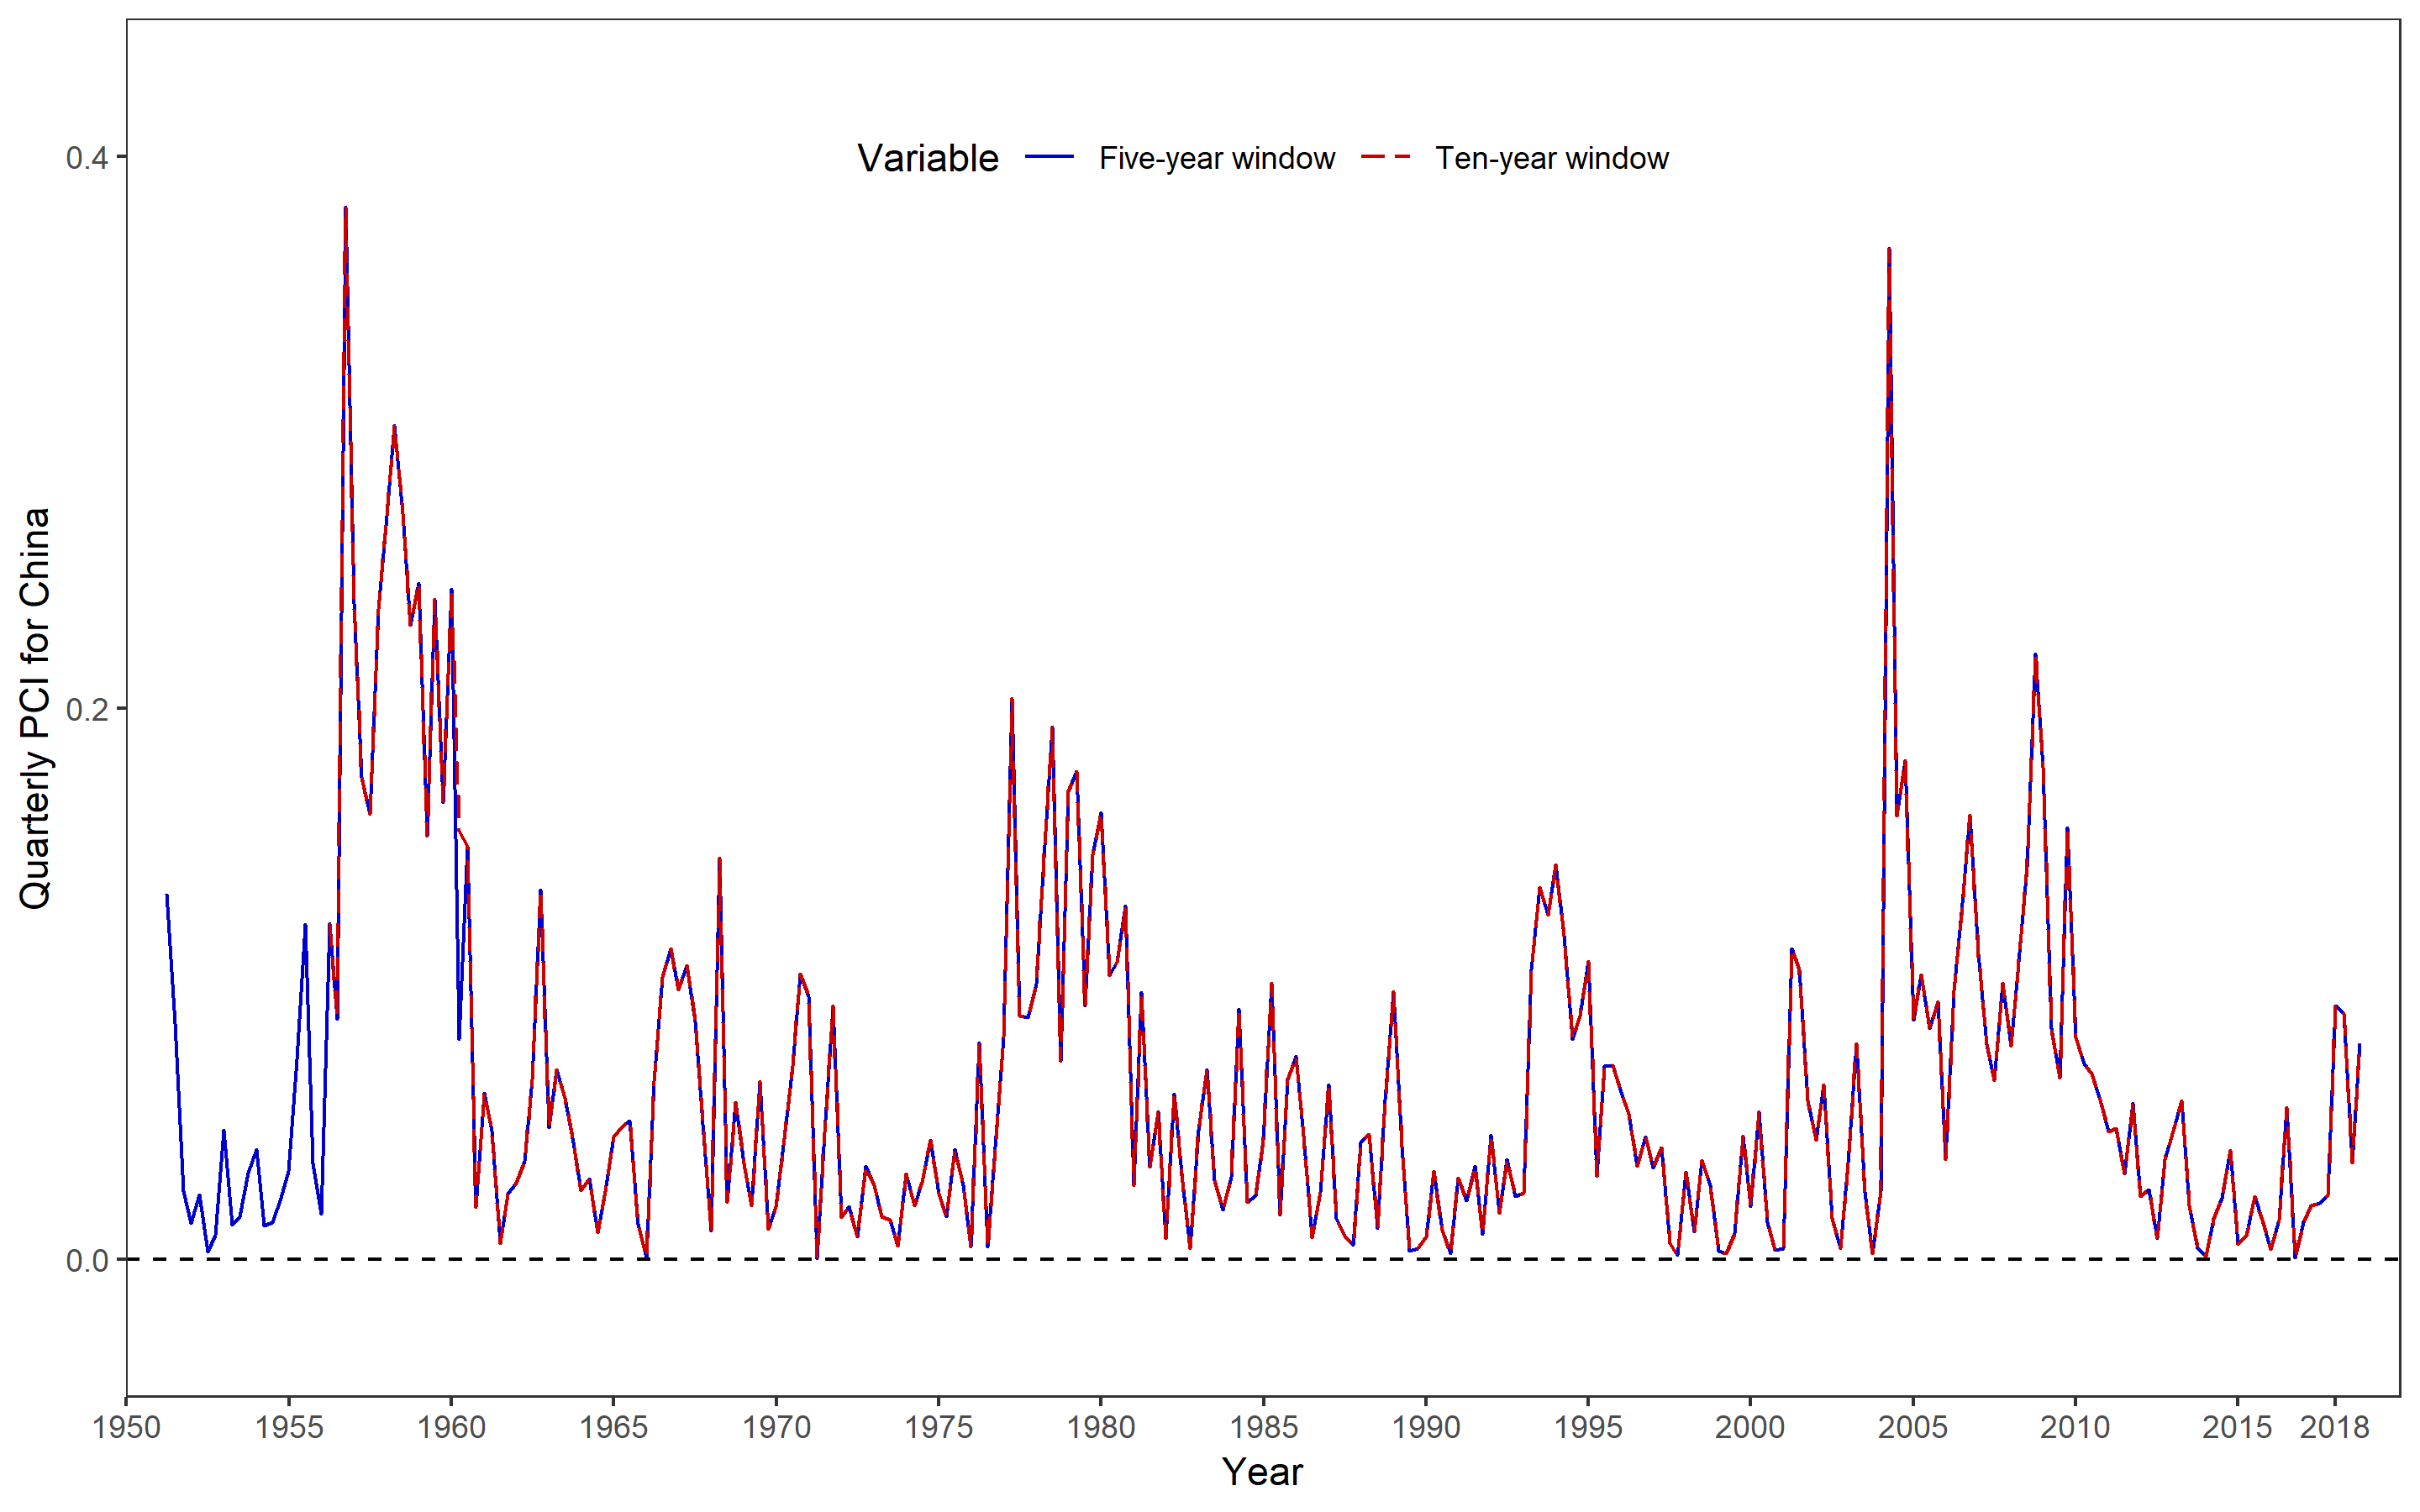 Quarterly PCI for China
0.4
0.2
0.0
Variable Five-year window Ten-year window
1950 1955 1960 1965 1970 1975 1980 1985 1990 1995 2000 2005 2010 2015 2018
Year